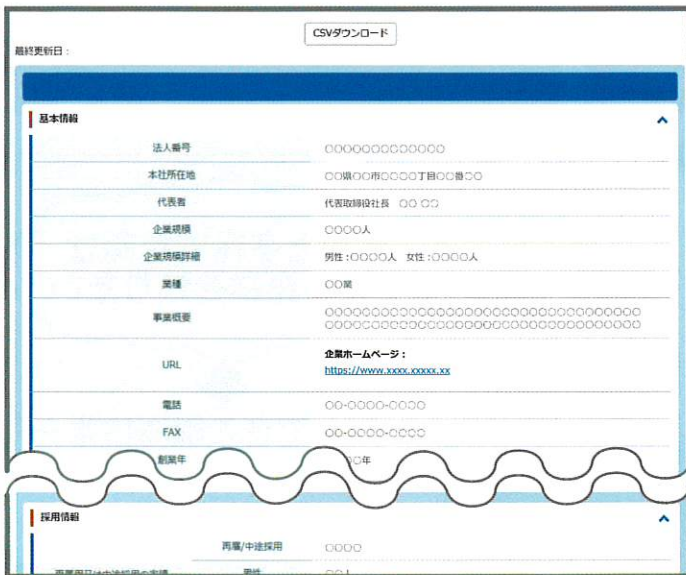 CSVダウンロード
最終更新日：
基本情報
法人番号 ○○○○○○○○○○○○○
本社所在地 ○○県○○市○○○○丁目○○番○○
代表者 代表取締役社長　○○ ○○
企業規模 ○○○○人
企業規模詳細 男性：○○○○人　女性：○○○○人
業種 ○○業
事業概要 ○○○○○○○○○○○○○○○○○○○○○○○○○○○○○○○○○○
○○○○○○○○○○○○○○○○○○○○○○○○○○○○○○○○○○
URL 企業ホームページ：
https://www.xxxx.xxxxx.xx
電話 ○○-○○○○-○○○○
FAX ○○-○○○○-○○○○
創業年 ○○年
採用情報
再雇/中途採用 ○○○○
男性 ○○人